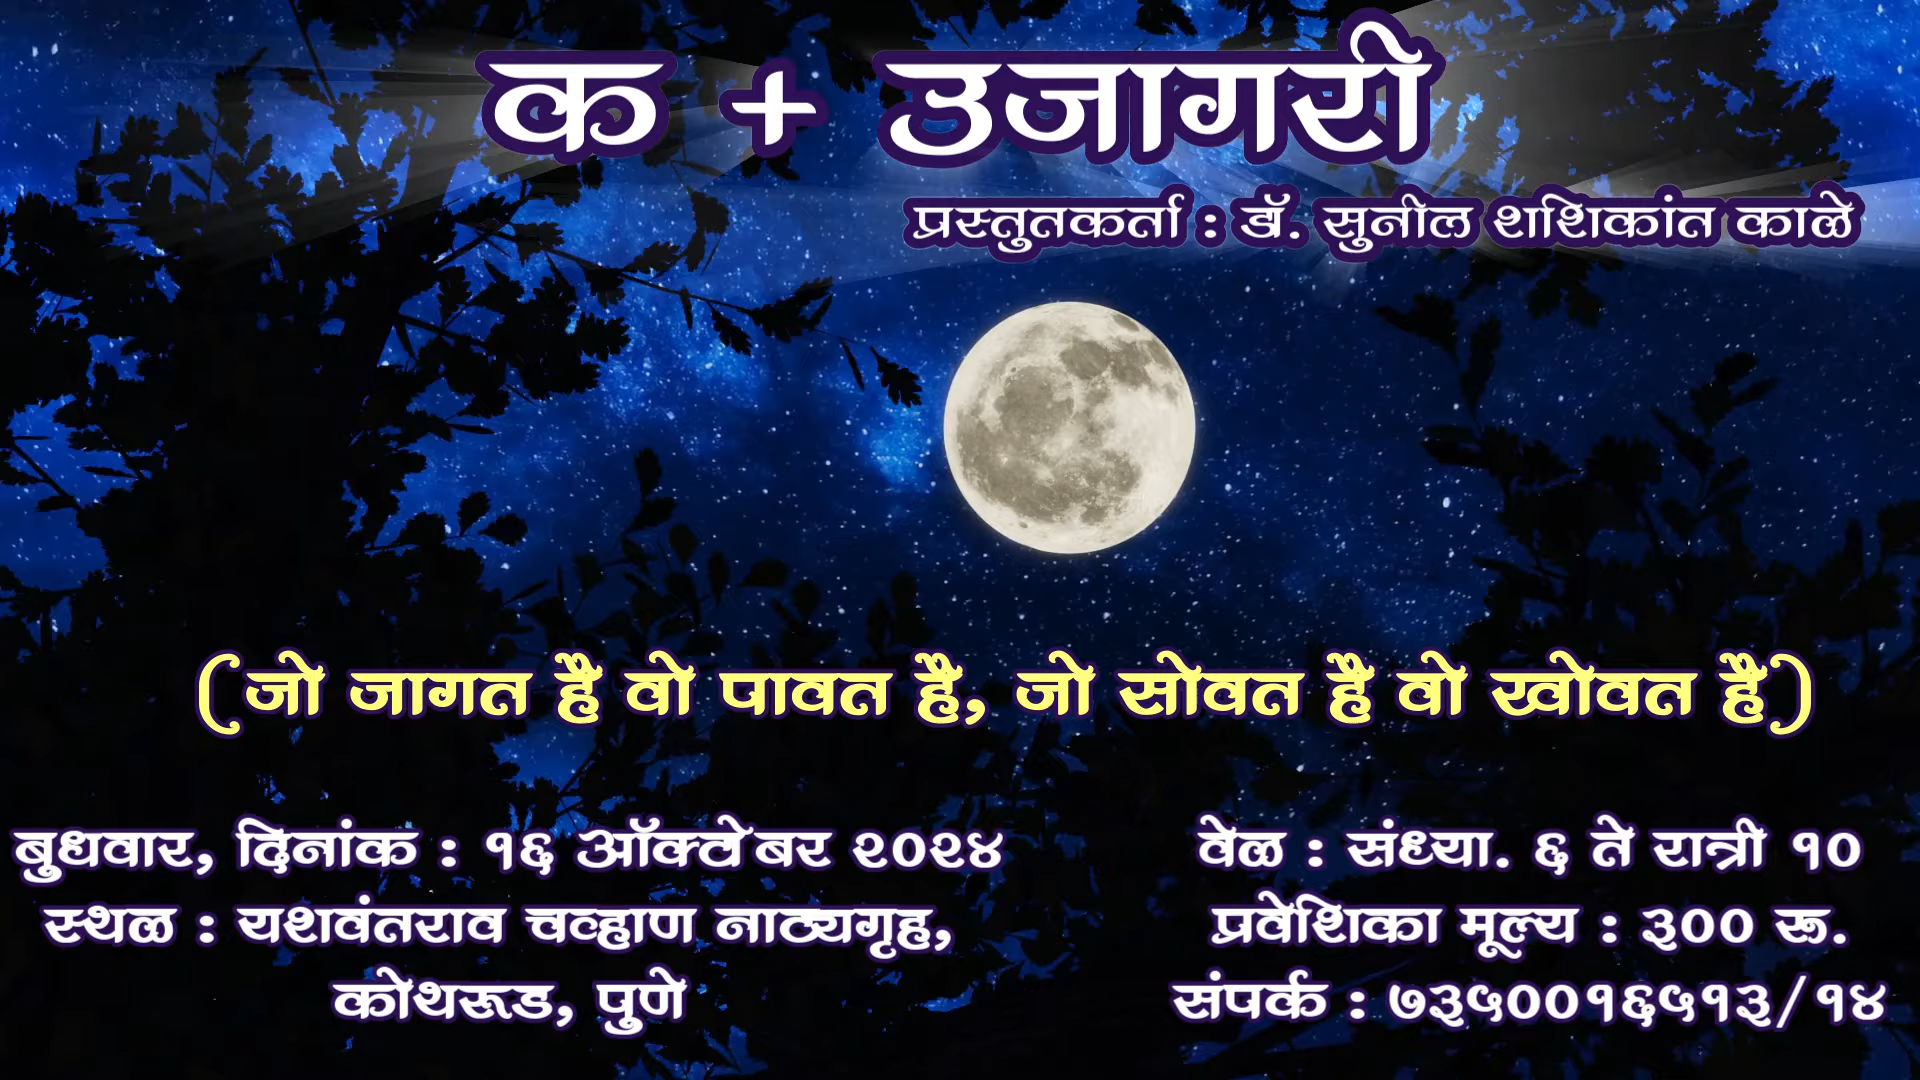 क + उजागरी
प्रस्तुतकर्ता : डॉ. सुनील शशिकांत काळे
(जो जागत है वो पावत है, जो सोवत है वो खोवत है)
बुधवार, दिनांक : १६ ऑक्टोबर २०२४
स्थळ : यशवंतराव चव्हाण नाट्यगृह,
कोथरूड, पुणे
वेळ : संध्या. ६ ते रात्री १०
प्रवेशिका मूल्य : ३०० रू.
संपर्क : ७३५००१६५१३/१४